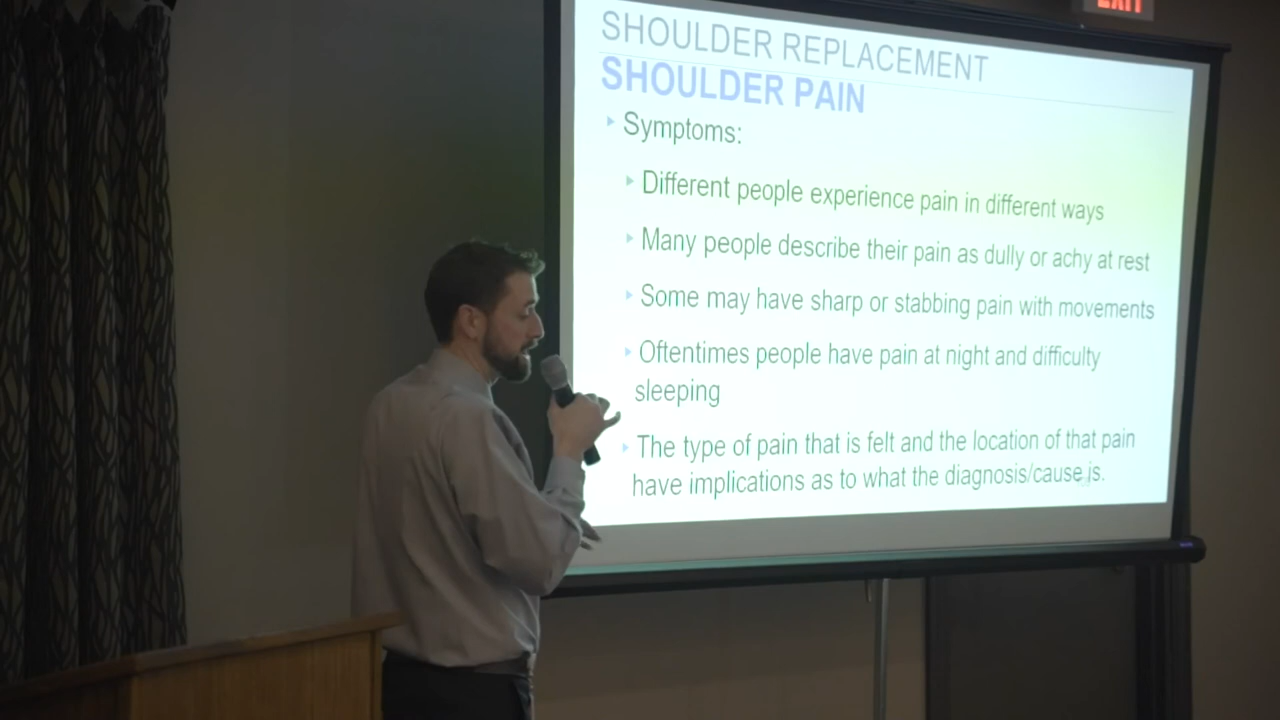 EXIT
SHOULDER REPLACEMENT
SHOULDER PAIN
Symptoms:
Different people experience pain in different ways
Many people describe their pain as dully or achy at rest
Some may have sharp or stabbing pain with movements
Oftentimes people have pain at night and difficulty
sleeping
The type of pain that is felt and the location of that pain
have implications as to what the diagnosis/cause is.